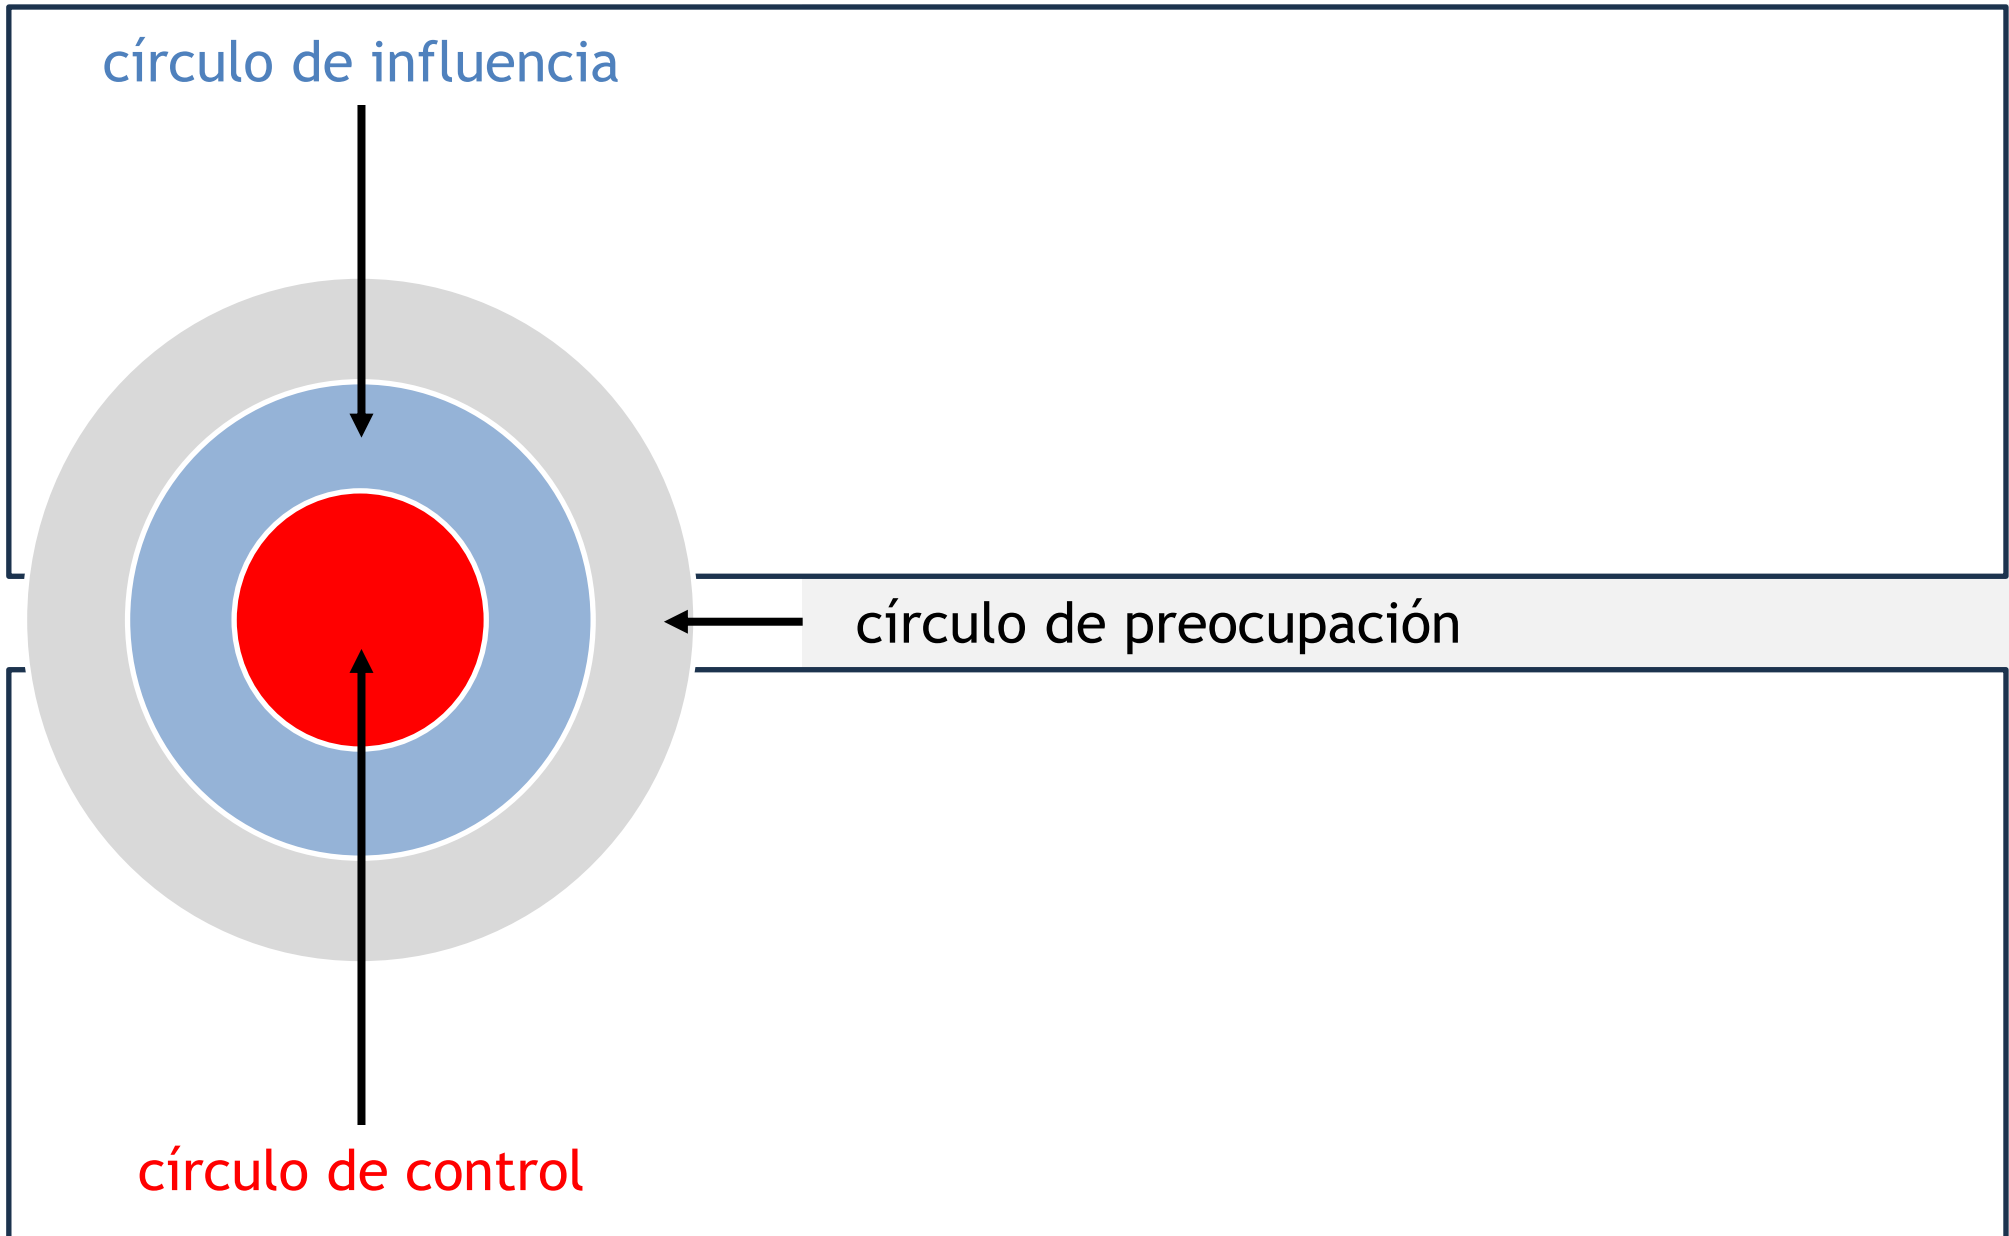 círculo de influencia
círculo de preocupación
círculo de control